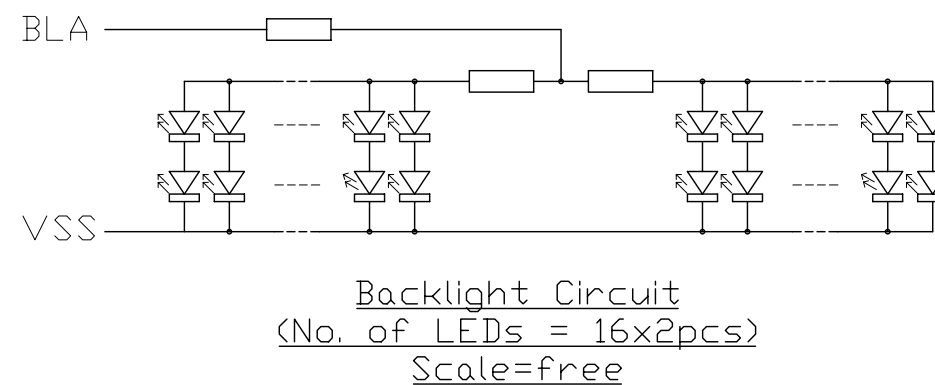 BLA
VSS
Backlight Circuit
(No. of LEDs = 16x2pcs)
Scale=free